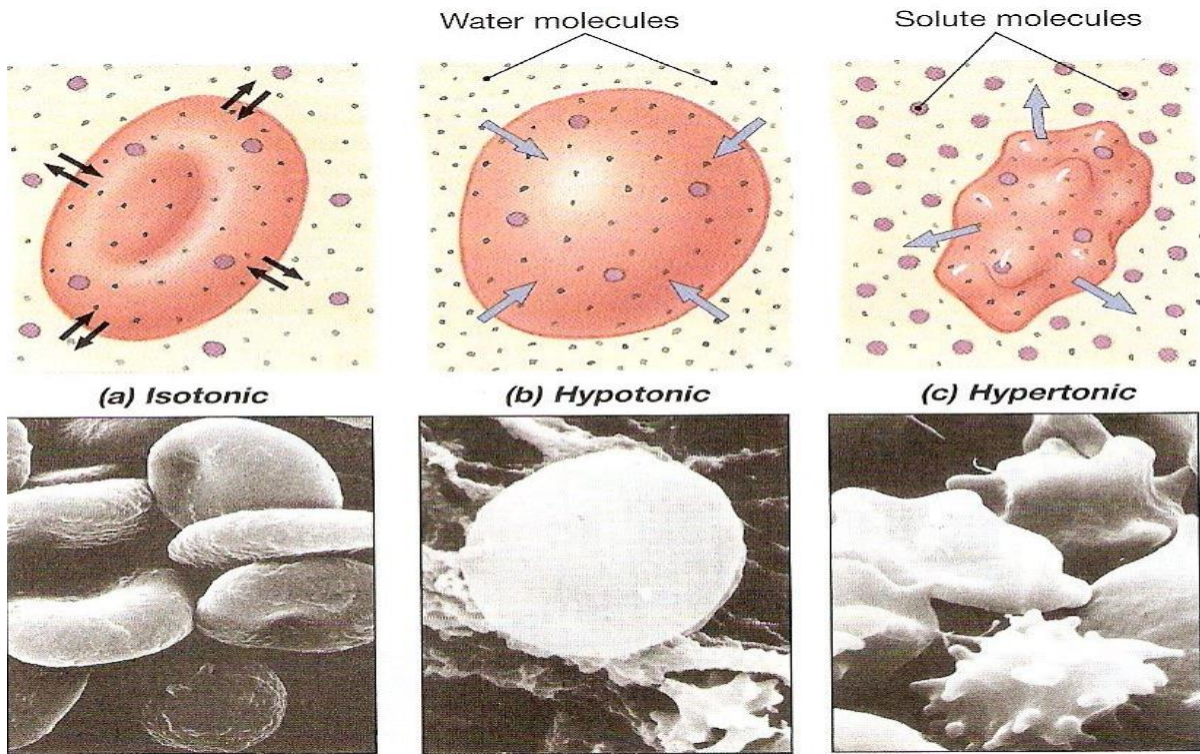 Water molecules
Solute molecules
(a) Isotonic
(b) Hypotonic
(c) Hypertonic